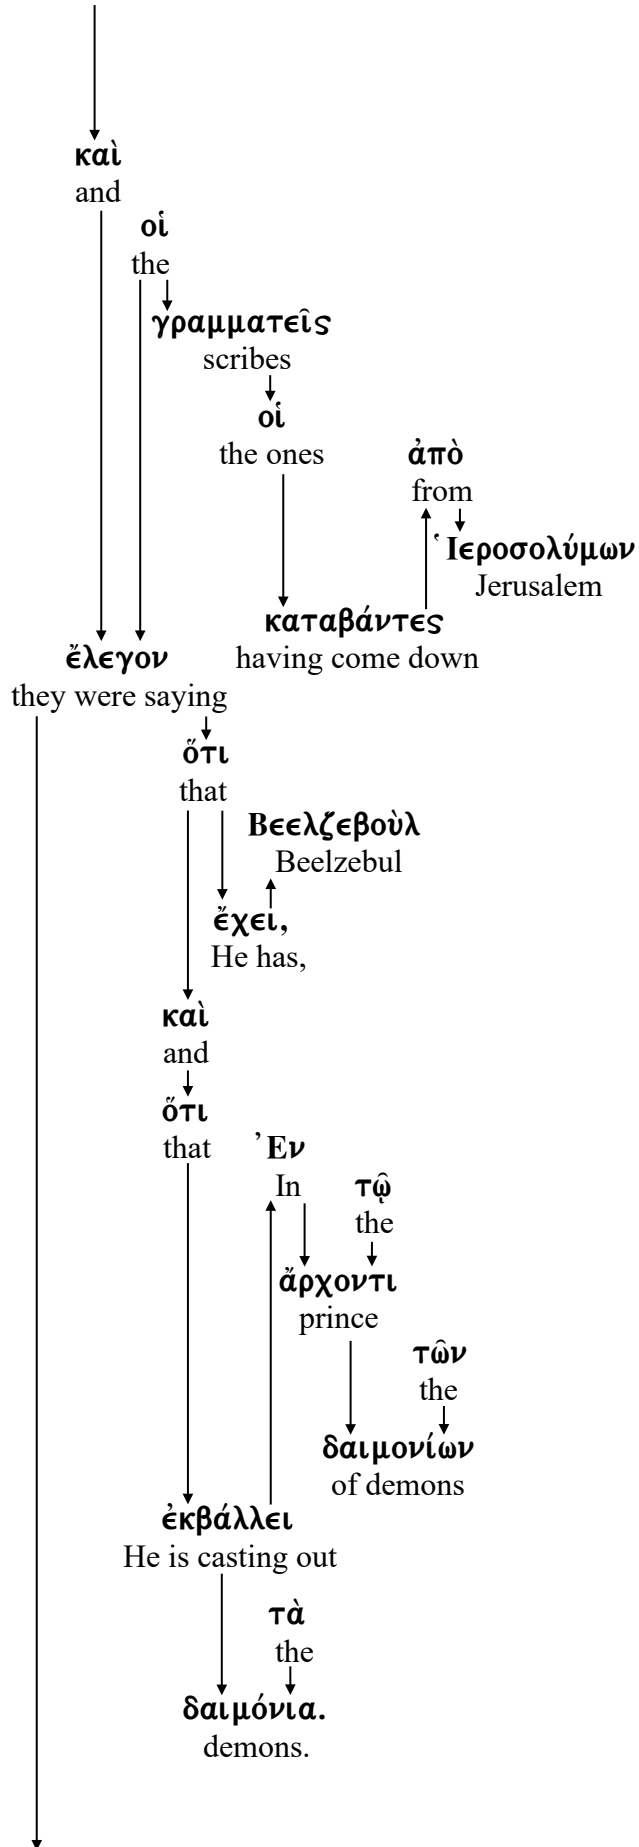 καὶ
and
οἱ
the
γραμματεῖς
scribes
οἱ
the ones
ἀπὸ
from
Ἱεροσολύμων
Jerusalem
καταβάντες
having come down
ἔλεγον
they were saying
ὅτι
that
Βεελζεβοὺλ
Beelzebul
ἔχει,
He has,
καὶ
and
ὅτι
that
Ἐν
In
τῷ
the
ἄρχοντι
prince
τῶν
the
δαιμονίων
of demons
ἐκβάλλει
He is casting out
τὰ
the
δαιμόνια.
demons.